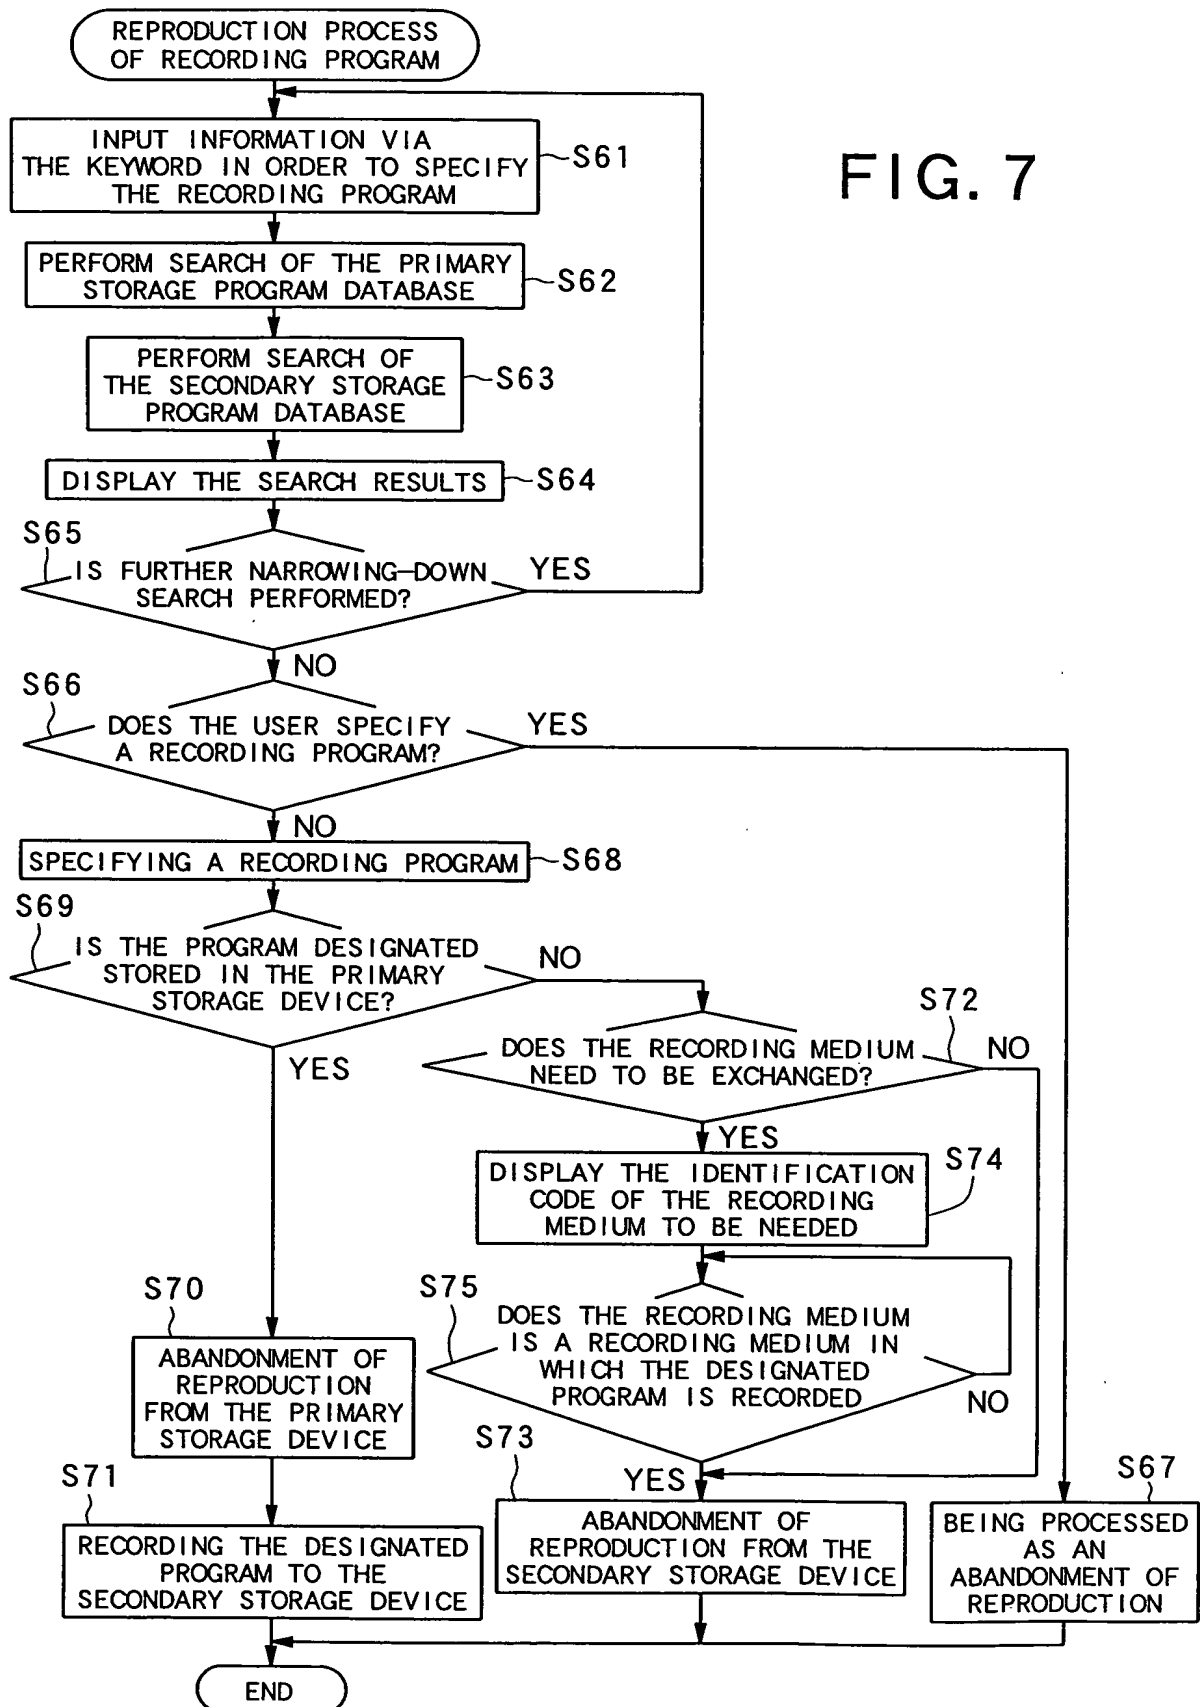 REPRODUCTION PROCESS
OF RECORDING PROGRAM
FIG. 7
INPUT INFORMATION VIA
THE KEYWORD IN ORDER TO SPECIFY
THE RECORDING PROGRAM
S61
PERFORM SEARCH OF THE PRIMARY
STORAGE PROGRAM DATABASE
S62
PERFORM SEARCH OF
THE SECONDARY STORAGE
PROGRAM DATABASE
S63
DISPLAY THE SEARCH RESULTS
S64
S65
IS FURTHER NARROWING-DOWN
SEARCH PERFORMED?
YES
NO
S66
DOES THE USER SPECIFY
A RECORDING PROGRAM?
YES
NO
SPECIFYING A RECORDING PROGRAM
S68
S69
IS THE PROGRAM DESIGNATED
STORED IN THE PRIMARY
STORAGE DEVICE?
NO
YES
S72
DOES THE RECORDING MEDIUM
NEED TO BE EXCHANGED?
NO
YES
S74
DISPLAY THE IDENTIFICATION
CODE OF THE RECORDING
MEDIUM TO BE NEEDED
S75
DOES THE RECORDING MEDIUM
IS A RECORDING MEDIUM IN
WHICH THE DESIGNATED
PROGRAM IS RECORDED
NO
YES
S70
ABANDONMENT OF
REPRODUCTION
FROM THE PRIMARY
STORAGE DEVICE
S71
RECORDING THE DESIGNATED
PROGRAM TO THE
SECONDARY STORAGE DEVICE
S73
ABANDONMENT OF
REPRODUCTION FROM THE
SECONDARY STORAGE DEVICE
S67
BEING PROCESSED
AS AN
ABANDONMENT OF
REPRODUCTION
END